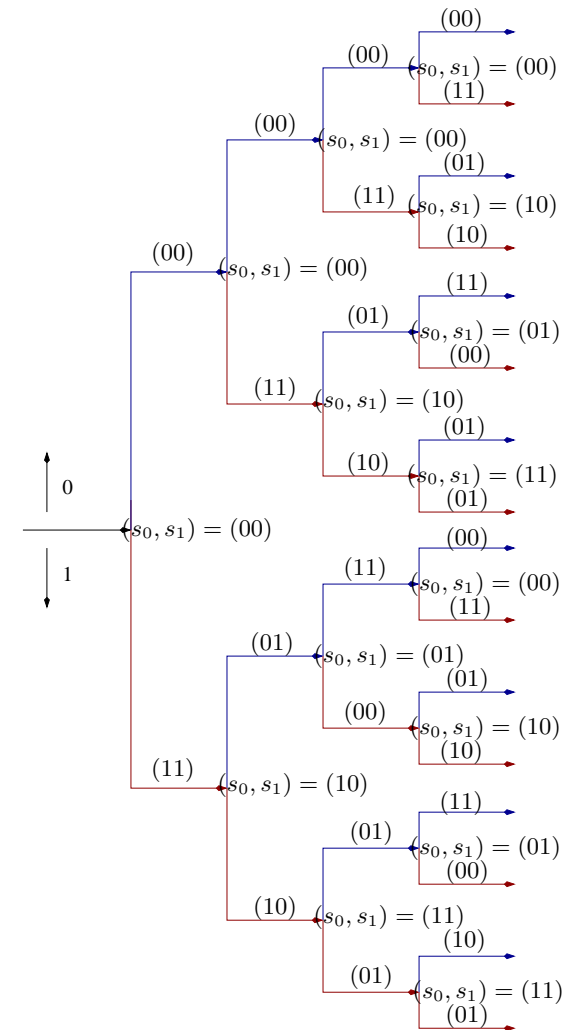 (00)
(00) (s₀, s₁) = (00)
(11)
(00) (s₀, s₁) = (00)
(01)
(11) (s₀, s₁) = (10)
(10)
(00) (s₀, s₁) = (00)
(11)
(01) (s₀, s₁) = (01)
(00)
(11) (s₀, s₁) = (10)
(01)
(10) (s₀, s₁) = (11)
(01)
0
(s₀, s₁) = (00)
1
(00)
(11) (s₀, s₁) = (00)
(11)
(01) (s₀, s₁) = (01)
(01)
(00) (s₀, s₁) = (10)
(10)
(11) (s₀, s₁) = (10)
(11)
(01) (s₀, s₁) = (01)
(00)
(10) (s₀, s₁) = (11)
(10)
(01) (s₀, s₁) = (11)
(01)